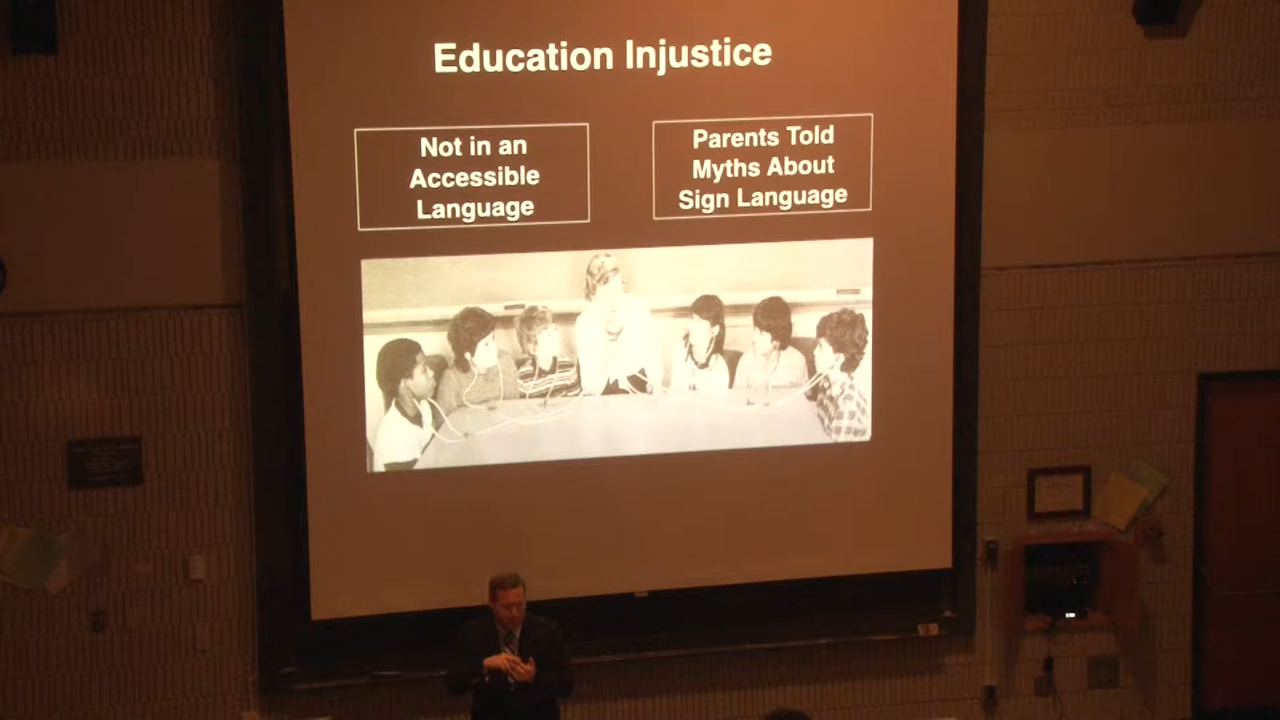 Education Injustice
Not in an
Accessible
Language
Parents Told
Myths About
Sign Language